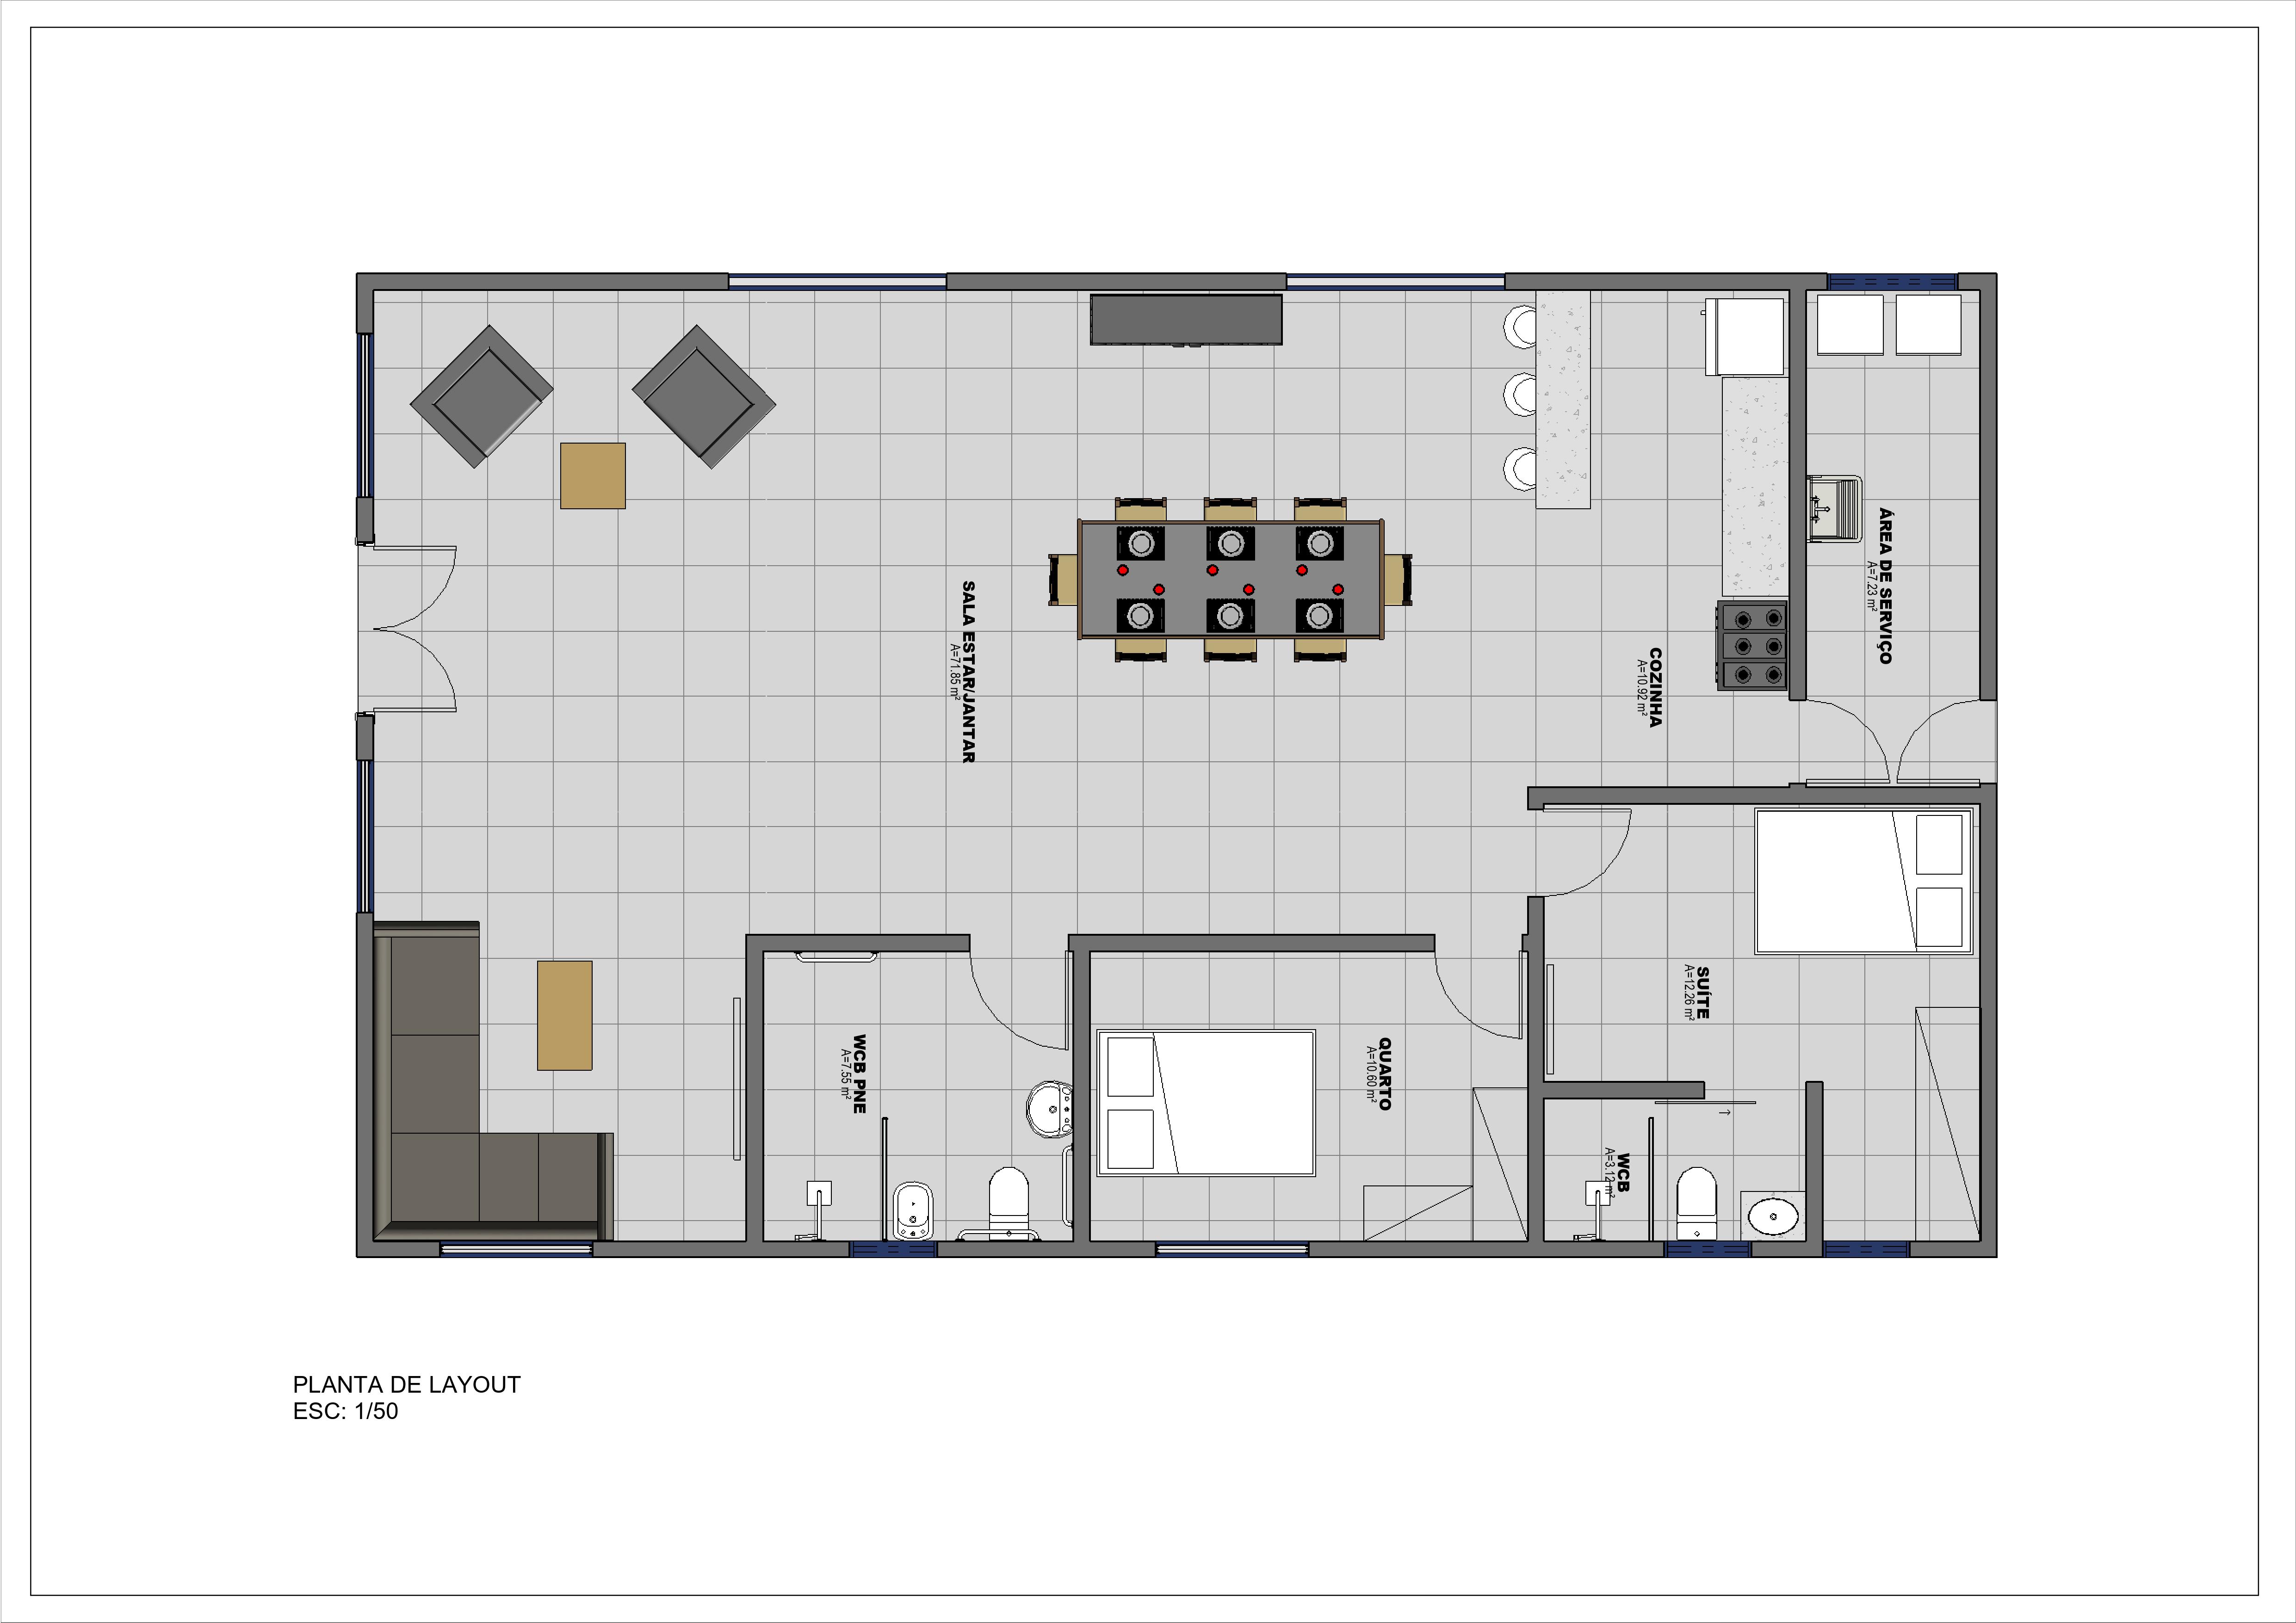 SALA ESTAR/JANTAR
A=71.85 m²
COZINHA
A=10.92 m²
ÁREA DE SERVIÇO
A=7.23 m²
WCB PNE
A=7.55 m²
QUARTO
A=10.60 m²
SUÍTE
A=12.26 m²
WCB
A=3.12 m²
PLANTA DE LAYOUT
ESC: 1/50